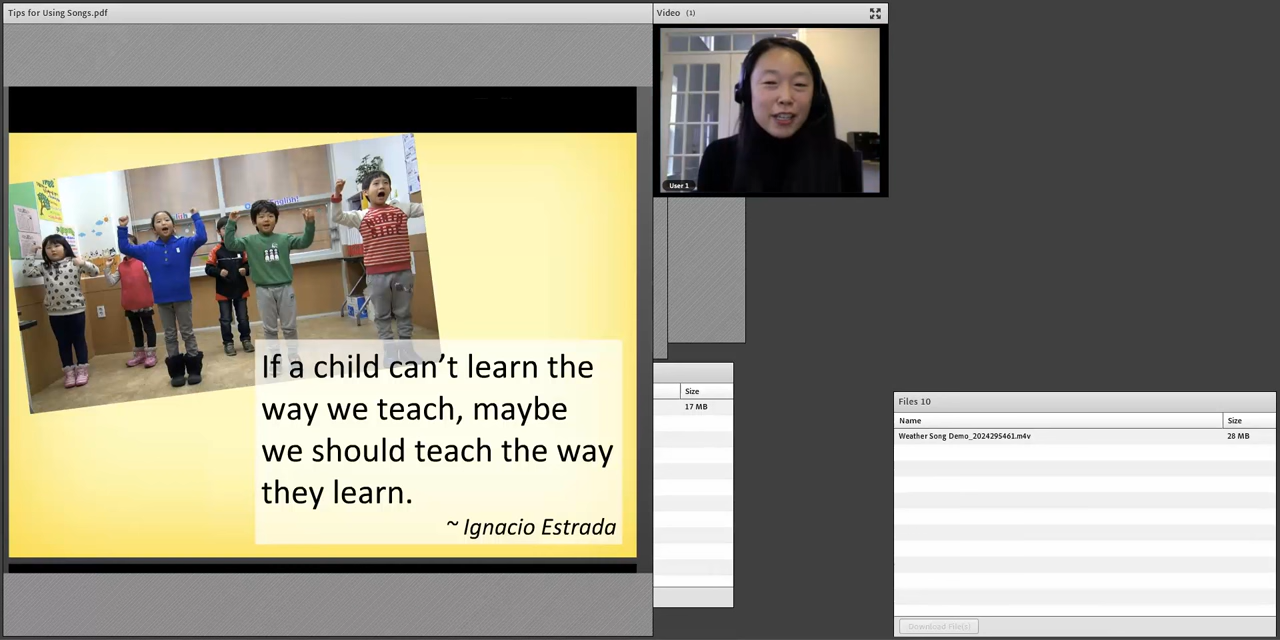 Tips for Using Songs.pdf
Video (1)
User 1
English!
If a child can't learn the
way we teach, maybe
we should teach the way
they learn.
~ Ignacio Estrada
Size
17 MB
Files 10
Name Size
Weather Song Demo_2024295461.m4v 28 MB
Download File(s)